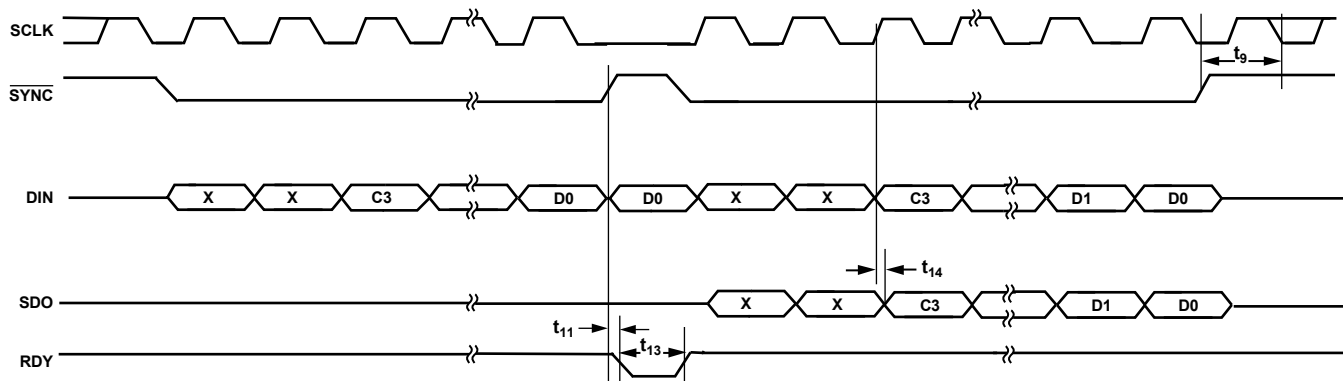 SCLK
t9
SYNC
DIN X X C3 D0 D0 X X C3 D1 D0
t14
SDO X X C3 D1 D0
t11 t13
RDY